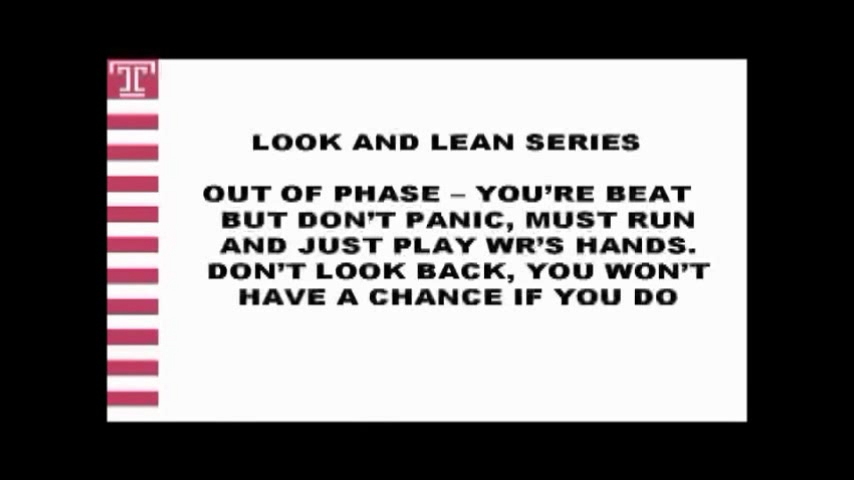 T
LOOK AND LEAN SERIES
OUT OF PHASE – YOU'RE BEAT
BUT DON'T PANIC, MUST RUN
AND JUST PLAY WR'S HANDS.
DON'T LOOK BACK, YOU WON'T
HAVE A CHANCE IF YOU DO